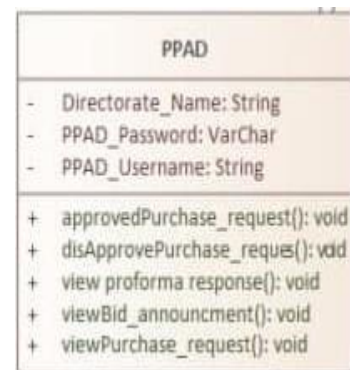 PPAD
- Directorate_Name: String
- PPAD_Password: VarChar
- PPAD_Username: String
+ approvedPurchase_request(): void
+ disApprovePurchase_reques(): void
+ view proforma response(): void
+ viewBid_announcment(): void
+ viewPurchase_request(): void